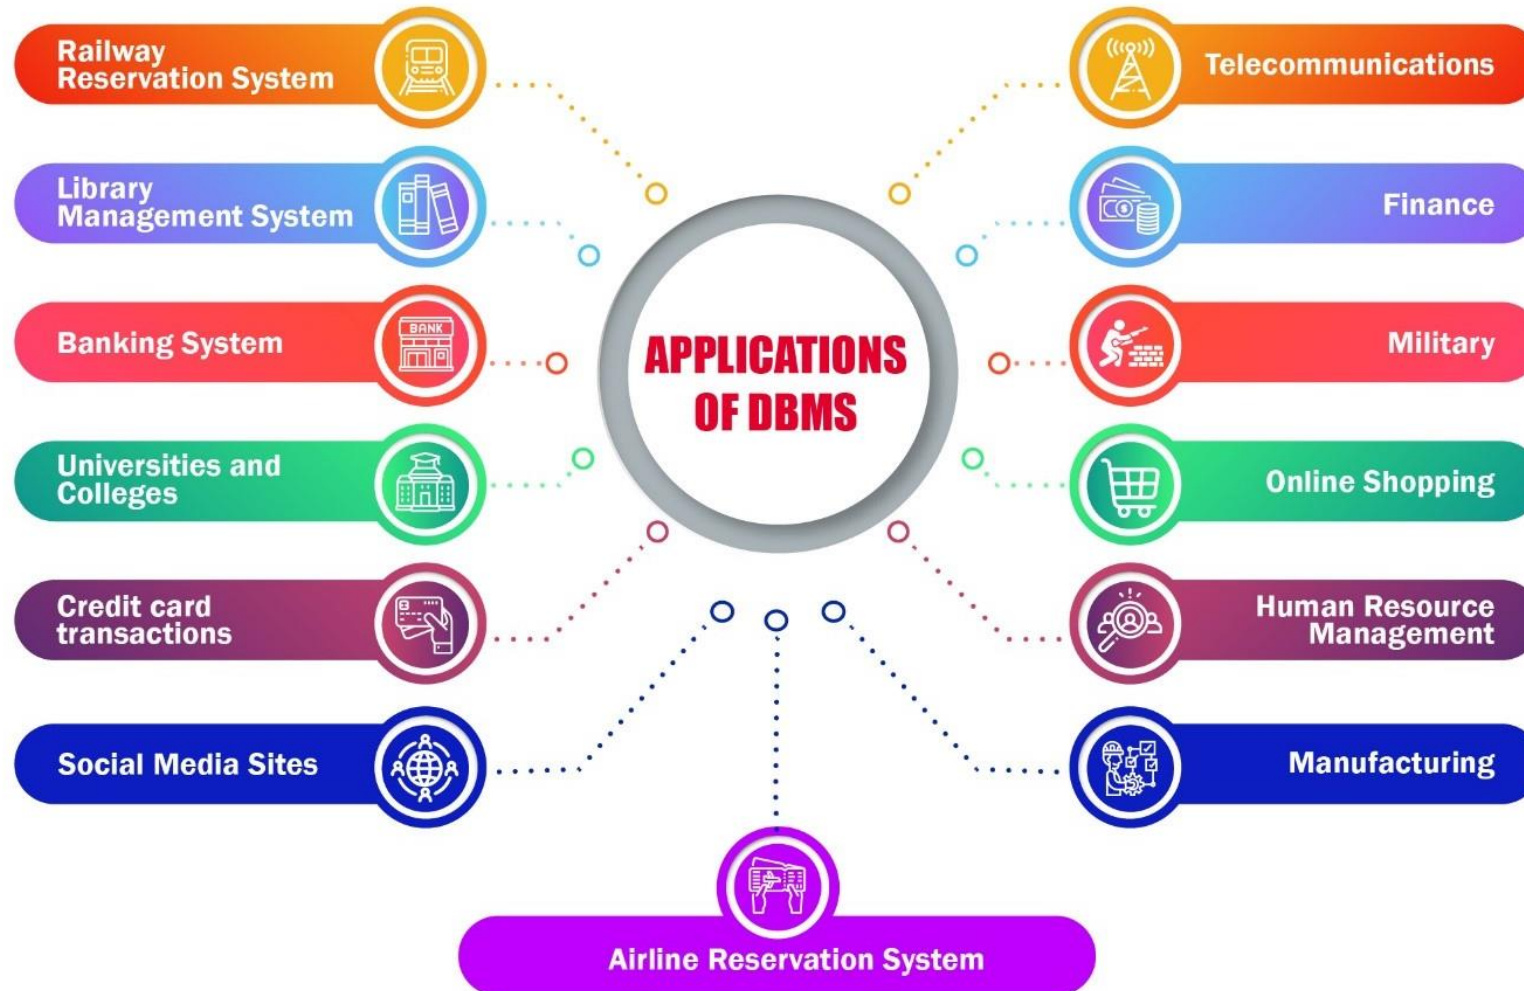 Railway
Reservation System
Library
Management System
Banking System
BANK
Universities and
Colleges
Credit card
transactions
Social Media Sites
APPLICATIONS
OF DBMS
Telecommunications
Finance
Military
Online Shopping
Human Resource
Management
Manufacturing
Airline Reservation System